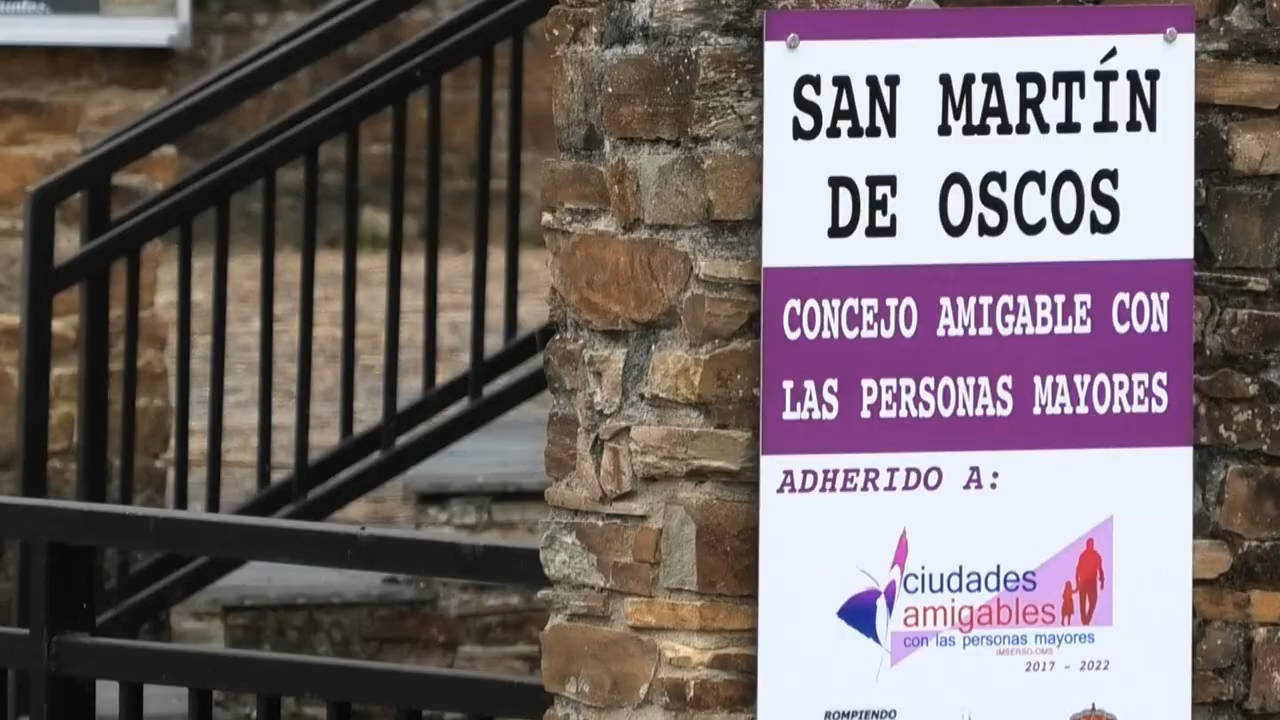 SAN MARTÍN
DE OSCOS
CONCEJO AMIGABLE CON
LAS PERSONAS MAYORES
ADHERIDO A:
ciudades
amigables
con las personas mayores
IMSERSO-OMS
2017 - 2022
ROMPIENDO